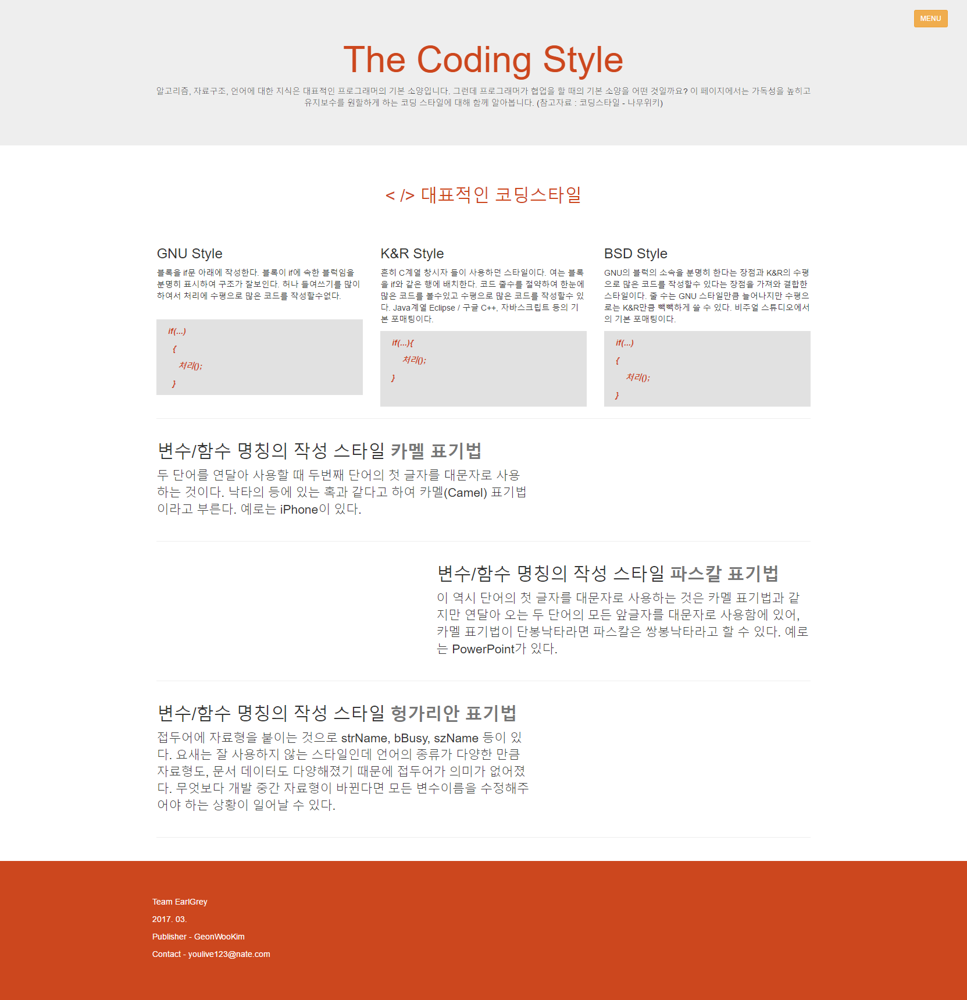 MENU
The Coding Style
알고리즘, 자료구조, 언어에 대한 지식은 대표적인 프로그래머의 기본 소양입니다. 그런데 프로그래머가 협업을 할 때의 기본 소양을 어떤 것일까요? 이 페이지에서는 가독성을 높히고
유지보수를 원할하게 하는 코딩 스타일에 대해 함께 알아봅니다. (참고자료 : 코딩스타일 - 나무위키)
< /> 대표적인 코딩스타일
GNU Style
블록을 if문 아래에 작성한다. 블록이 if에 속한 블럭임을
분명히 표시하여 구조가 잘보인다. 허나 들여쓰기를 많이
하여서 처리에 수평으로 많은 코드를 작성할수없다.
if(...)
{
처리();
}
K&R Style
흔히 C계열 창시자 들이 사용하던 스타일이다. 여는 블록
을 if와 같은 행에 배치한다. 코드 줄수를 절약하여 한눈에
많은 코드를 볼수있고 수평으로 많은 코드를 작성할수 있
다. Java계열 Eclipse / 구글 C++, 자바스크립트 등의 기
본 포매팅이다.
if(...){
처리();
}
BSD Style
GNU의 블럭의 소속을 분명히 한다는 장점과 K&R의 수평
으로 많은 코드를 작성할수 있다는 장점을 가져와 결합한
스타일이다. 줄 수는 GNU 스타일만큼 늘어나지만 수평으
로는 K&R만큼 빽빽하게 쓸 수 있다. 비주얼 스튜디오에서
의 기본 포매팅이다.
if(...)
{
처리();
}
변수/함수 명칭의 작성 스타일 카멜 표기법
두 단어를 연달아 사용할 때 두번째 단어의 첫 글자를 대문자로 사용
하는 것이다. 낙타의 등에 있는 혹과 같다고 하여 카멜(Camel) 표기법
이라고 부른다. 예로는 iPhone이 있다.
변수/함수 명칭의 작성 스타일 파스칼 표기법
이 역시 단어의 첫 글자를 대문자로 사용하는 것은 카멜 표기법과 같
지만 연달아 오는 두 단어의 모든 앞글자를 대문자로 사용함에 있어,
카멜 표기법이 단봉낙타라면 파스칼은 쌍봉낙타라고 할 수 있다. 예로
는 PowerPoint가 있다.
변수/함수 명칭의 작성 스타일 헝가리안 표기법
접두어에 자료형을 붙이는 것으로 strName, bBusy, szName 등이 있
다. 요새는 잘 사용하지 않는 스타일인데 언어의 종류가 다양한 만큼
자료형도, 문서 데이터도 다양해졌기 때문에 접두어가 의미가 없어졌
다. 무엇보다 개발 중간 자료형이 바뀐다면 모든 변수이름을 수정해주
어야 하는 상황이 일어날 수 있다.
Team EarlGrey
2017. 03.
Publisher - GeonWooKim
Contact - youlive123@nate.com